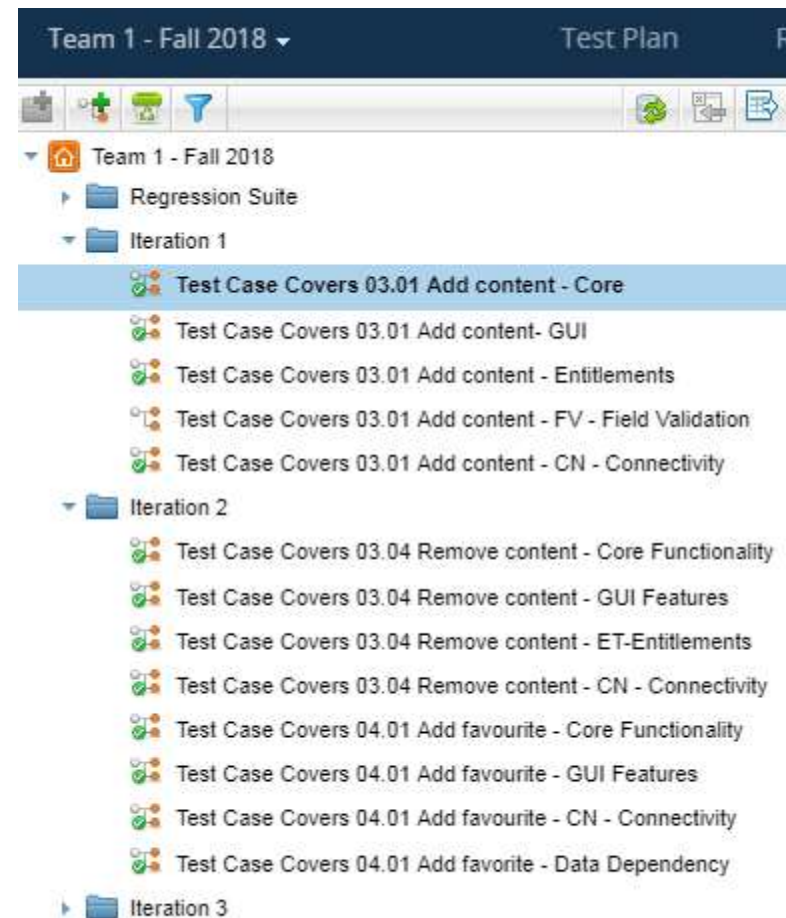 Team 1 - Fall 2018 Test Plan
Team 1 - Fall 2018
Regression Suite
Iteration 1
Test Case Covers 03.01 Add content - Core
Test Case Covers 03.01 Add content- GUI
Test Case Covers 03.01 Add content - Entitlements
Test Case Covers 03.01 Add content - FV - Field Validation
Test Case Covers 03.01 Add content - CN - Connectivity
Iteration 2
Test Case Covers 03.04 Remove content - Core Functionality
Test Case Covers 03.04 Remove content - GUI Features
Test Case Covers 03.04 Remove content - ET-Entitlements
Test Case Covers 03.04 Remove content - CN - Connectivity
Test Case Covers 04.01 Add favourite - Core Functionality
Test Case Covers 04.01 Add favourite - GUI Features
Test Case Covers 04.01 Add favourite - CN - Connectivity
Test Case Covers 04.01 Add favorite - Data Dependency
Iteration 3